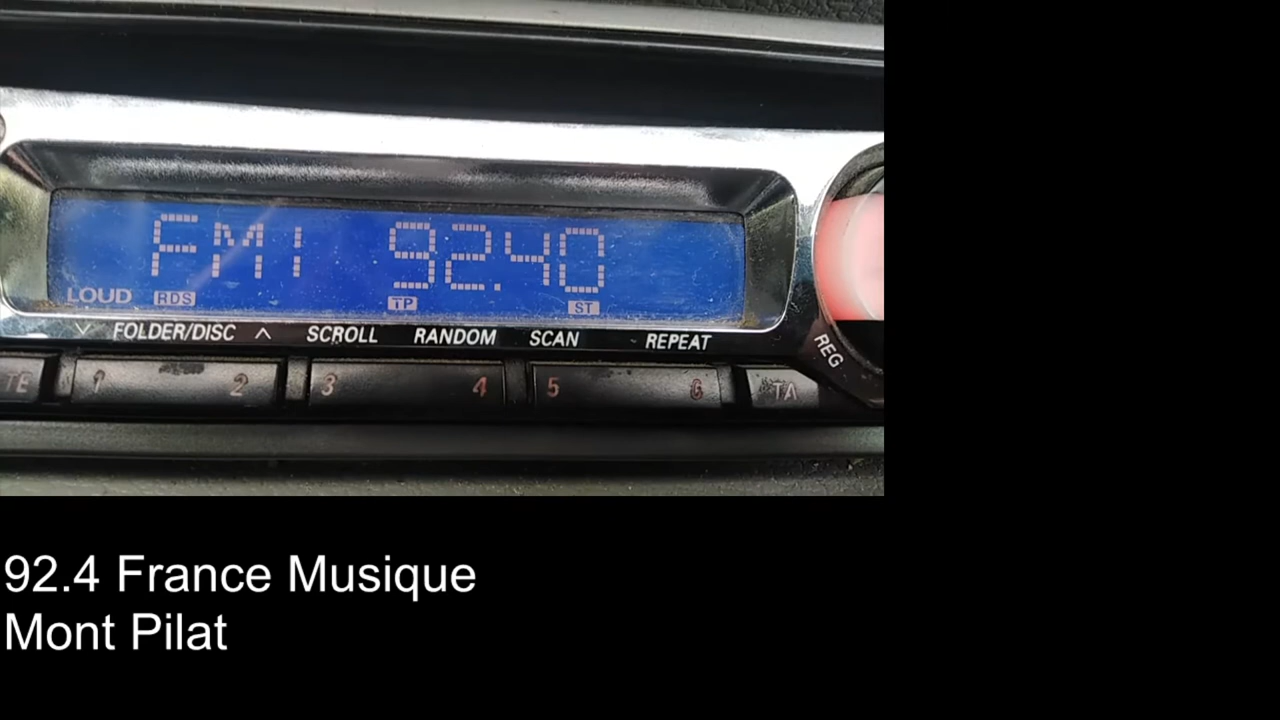 FM1 92.40
LOUD RDS TP ST
FOLDER/DISC SCROLL RANDOM SCAN REPEAT
REG
TE 1 2 3 4 5 6 TA
92.4 France Musique
Mont Pilat